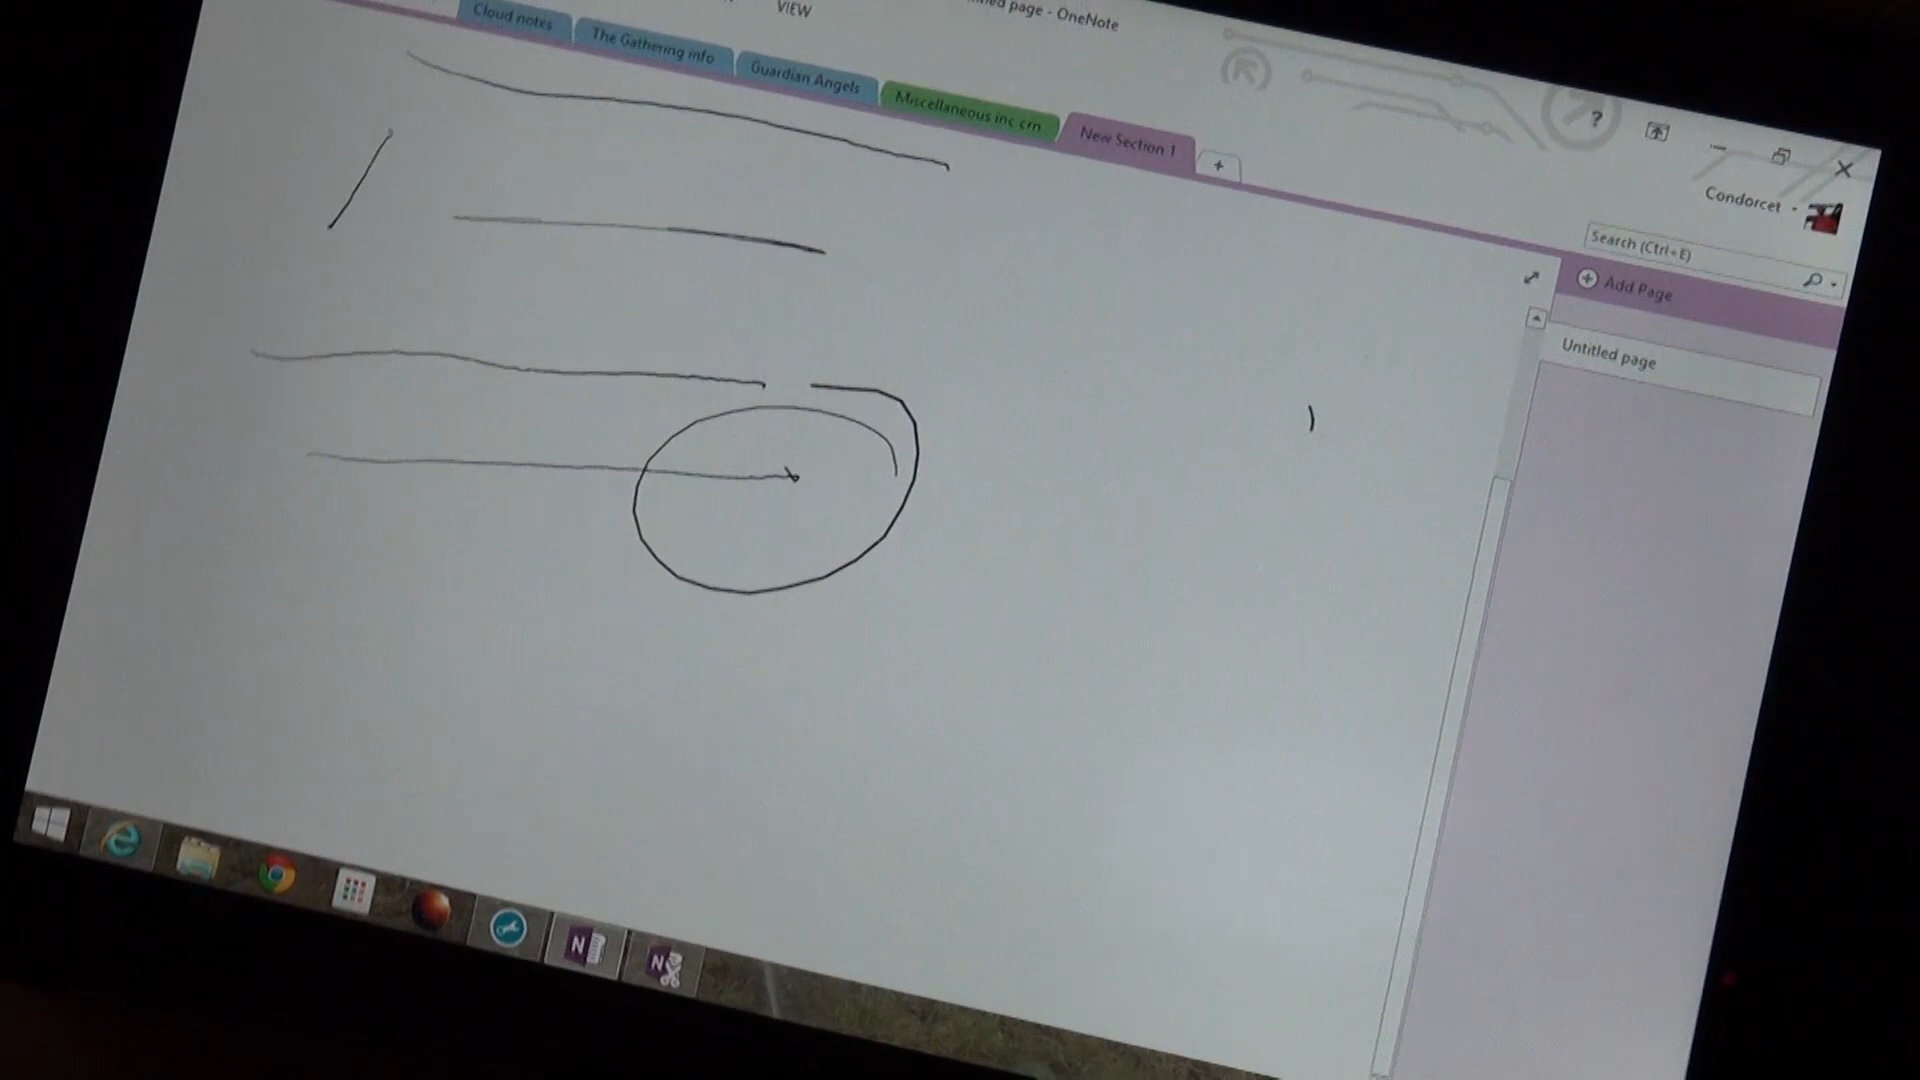 VIEW
page - OneNote
Cloud notes
The Gathering info
Guardian Angels
Miscellaneous inc crn
New Section 1
+
?
Condorcet
Search (Ctrl+E)
Add Page
Untitled page
N
N